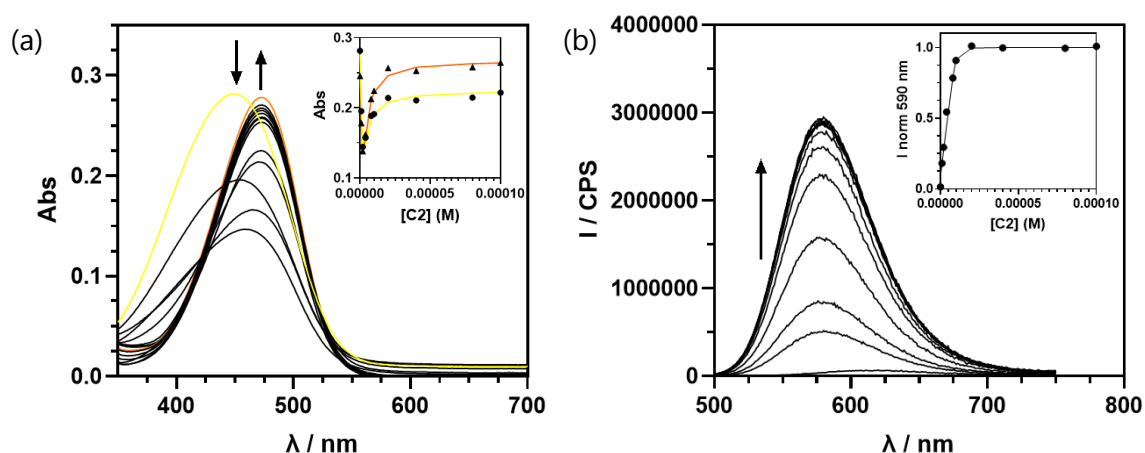 (a)
Abs
0.3
0.2
0.1
0.0
400
500
600
700
λ / nm
Abs
0.3
0.2
0.1
0.00000
0.00005
0.00010
[C2] (M)
(b)
I / CPS
4000000
3000000
2000000
1000000
0
500
600
700
800
λ / nm
I norm 590 nm
1.0
0.5
0.0
0.00000
0.00005
0.00010
[C2] (M)